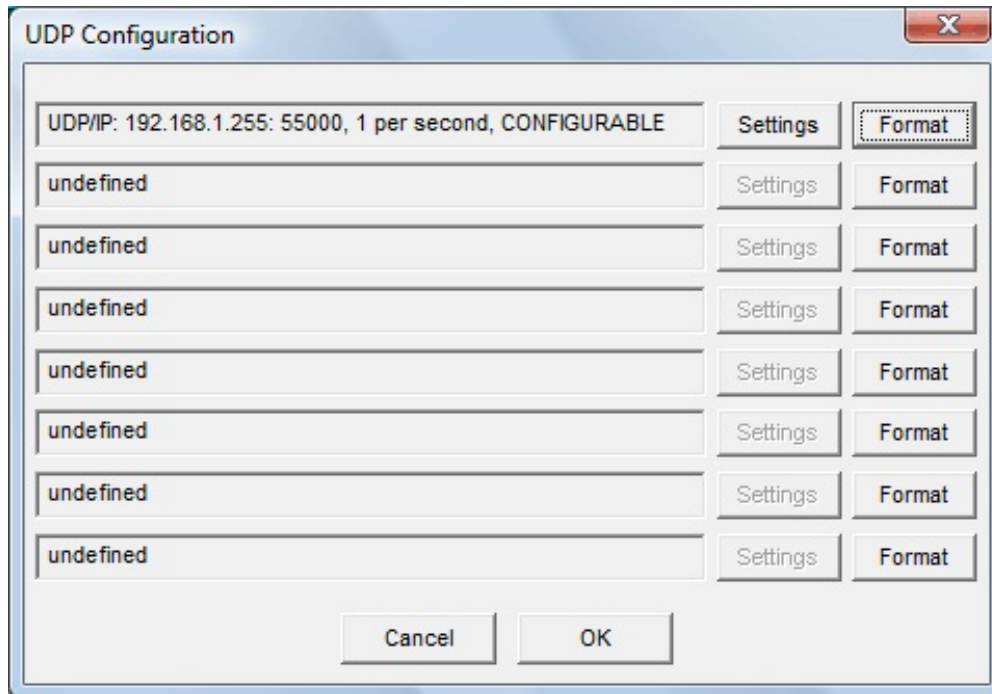 UDP Configuration
UDP/IP: 192.168.1.255: 55000, 1 per second, CONFIGURABLE Settings Format
undefined Settings Format
undefined Settings Format
undefined Settings Format
undefined Settings Format
undefined Settings Format
undefined Settings Format
undefined Settings Format
Cancel OK